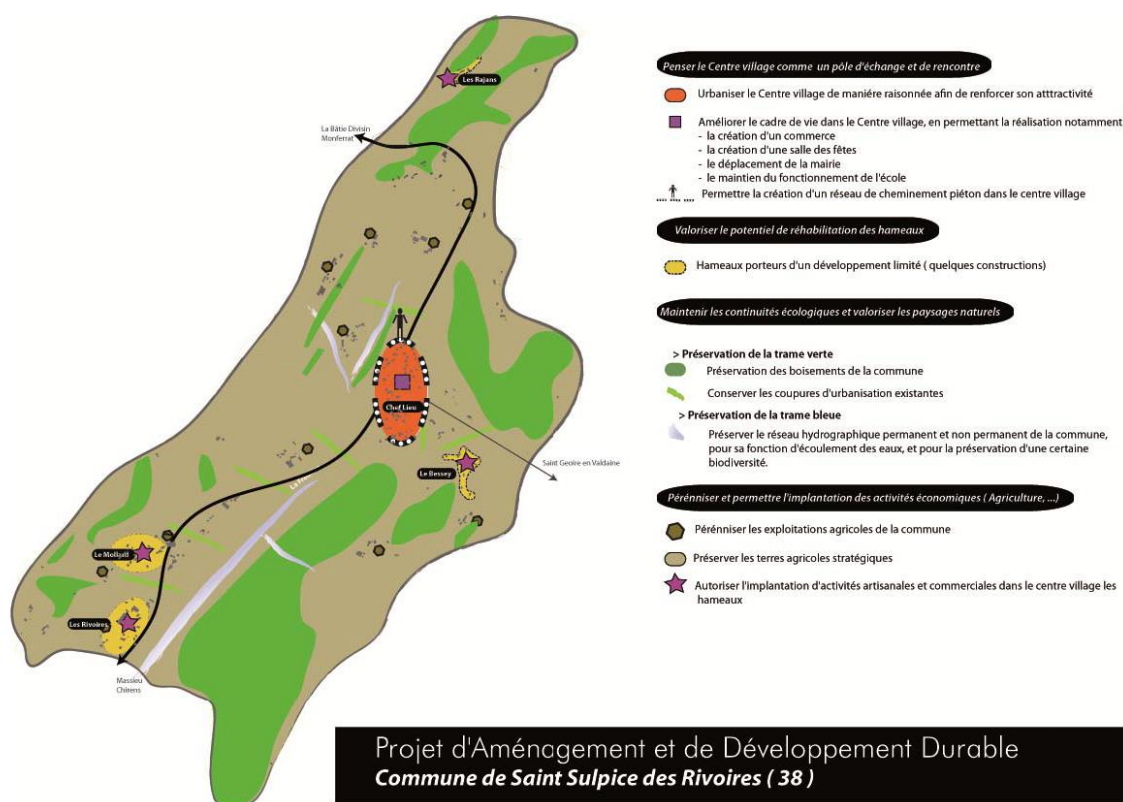 Les Rajans
La Bâtie Divisin
Monferrat
Chef Lieu
Saint Geoire en Valdaine
Le Bessey
Le Mollard
Les Rivoires
Massieu
Chirens
Penser le Centre village comme un pôle d'échange et de rencontre
Urbaniser le Centre village de maniére raisonnée afin de renforcer son atttractivité
Améliorer le cadre de vie dans le Centre village, en permettant la réalisation notamment
- la création d'un commerce
- la création d'une salle des fêtes
- le déplacement de la mairie
- le maintien du fonctionnement de l'école
Permettre la création d'un réseau de cheminement piéton dans le centre village
Valoriser le potentiel de réhabilitation des hameaux
Hameaux porteurs d'un développement limité ( quelques constructions)
Maintenir les continuités écologiques et valoriser les paysages naturels
> Préservation de la trame verte
Préservation des boisements de la commune
Conserver les coupures d'urbanisation existantes
> Préservation de la trame bleue
Préserver le réseau hydrographique permanent et non permanent de la commune,
pour sa fonction d'écoulement des eaux, et pour la préservation d'une certaine
biodiversité.
Pérénniser et permettre l'implantation des activités économiques ( Agriculture, ...)
Pérénniser les exploitations agricoles de la commune
Préserver les terres agricoles stratégiques
Autoriser l'implantation d'activités artisanales et commerciales dans le centre village les
hameaux
Projet d'Aménagement et de Développement Durable
Commune de Saint Sulpice des Rivoires ( 38 )